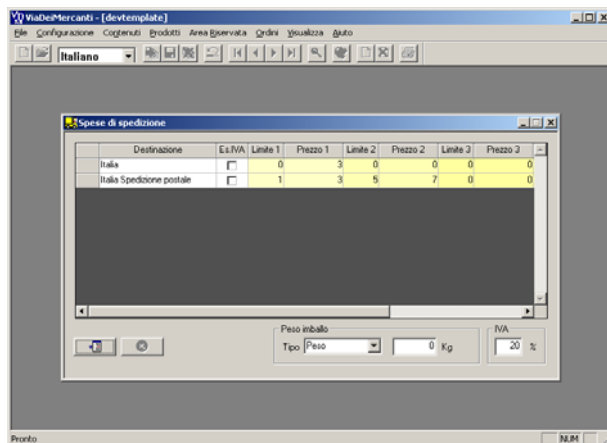 ViaDeiMercanti - [devtemplate]
File Configurazione Contenuti Prodotti Area Riservata Ordini Visualizza Aiuto
Italiano
Spese di spedizione
Destinazione Es.IVA Limite 1 Prezzo 1 Limite 2 Prezzo 2 Limite 3 Prezzo 3
Italia 0 3 0 0 0 0
Italia Spedizione postale 1 3 5 7 0 0
Peso imballo IVA
Tipo Peso 0 Kg 20 %
Pronto NUM